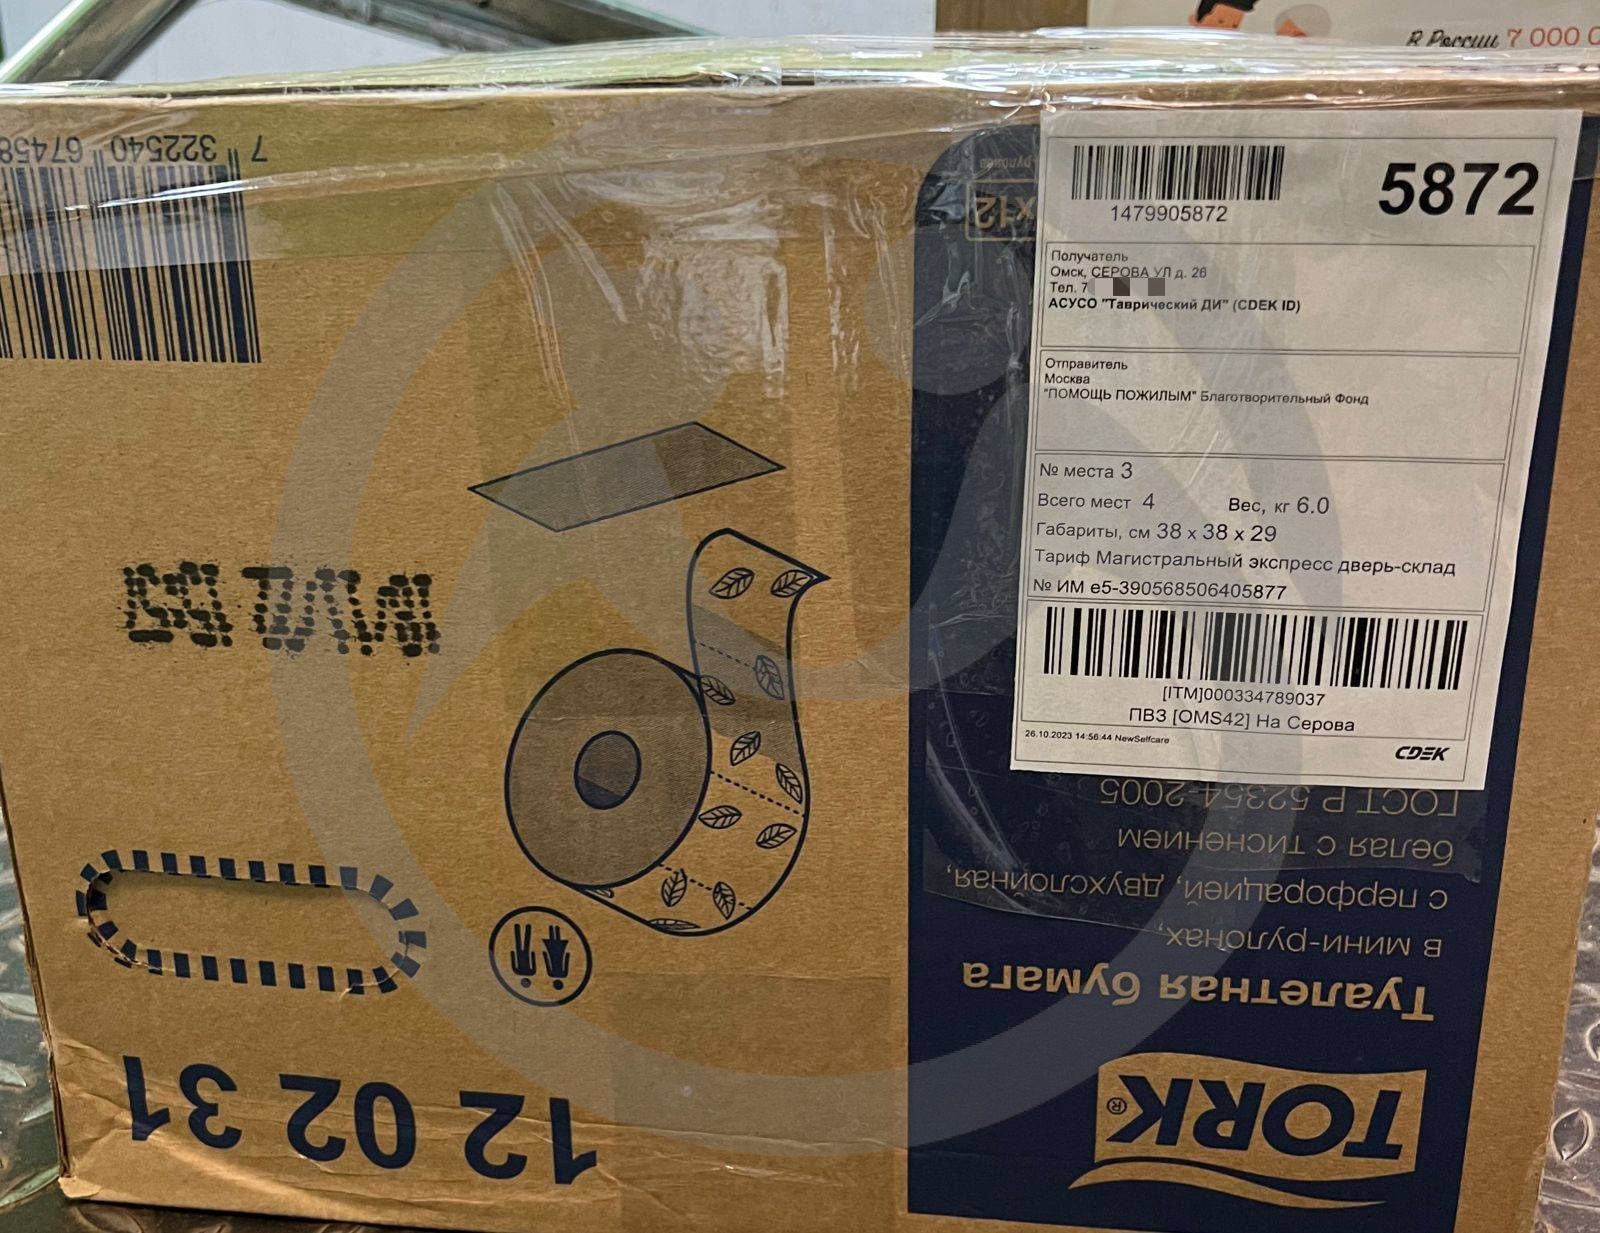 В России 7 000 0
7 322540 67458
x12
1479905872
5872
Получатель
Омск, СЕРОВА УЛ д. 26
Тел. 7
АСУСО "Таврический ДИ" (CDEK ID)
Отправитель
Москва
"ПОМОЩЬ ПОЖИЛЫМ" Благотворительный Фонд
№ места 3
Всего мест 4 Вес, кг 6.0
Габариты, см 38 x 38 x 29
Тариф Магистральный экспресс дверь-склад
№ ИМ e5-390568506405877
[ITM]000334789037
ПВЗ [OMS42] На Серова
26.10.2023 14:56:44 NewSelfcare
CDEK
TORK®
Туалетная бумага
в мини-рулонах,
с перфорацией, двухслойная,
белая с тиснением
ГОСТ Р 52354-2005
12 02 31